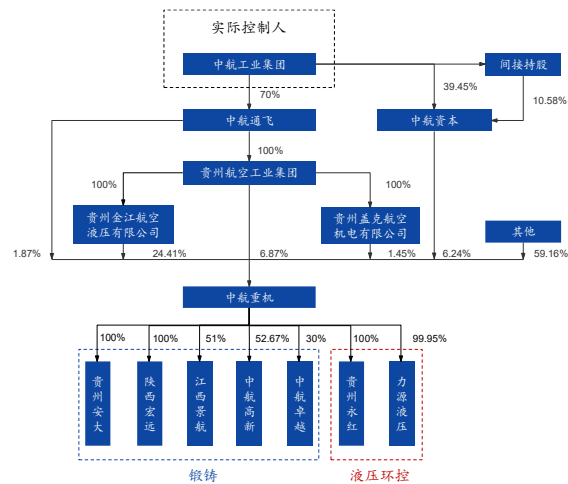 实际控制人
中航工业集团
间接持股
39.45%
70%
10.58%
中航通飞
中航资本
100%
贵州航空工业集团
100%
100%
贵州金江航空
液压有限公司
贵州盖克航空
机电有限公司
其他
1.87%
24.41%
6.87%
1.45%
6.24%
59.16%
中航重机
100%
100%
51%
52.67%
30%
100%
99.95%
贵州安大
陕西宏远
江西景航
中航高新
中航卓越
贵州永红
力源液压
锻铸
液压环控